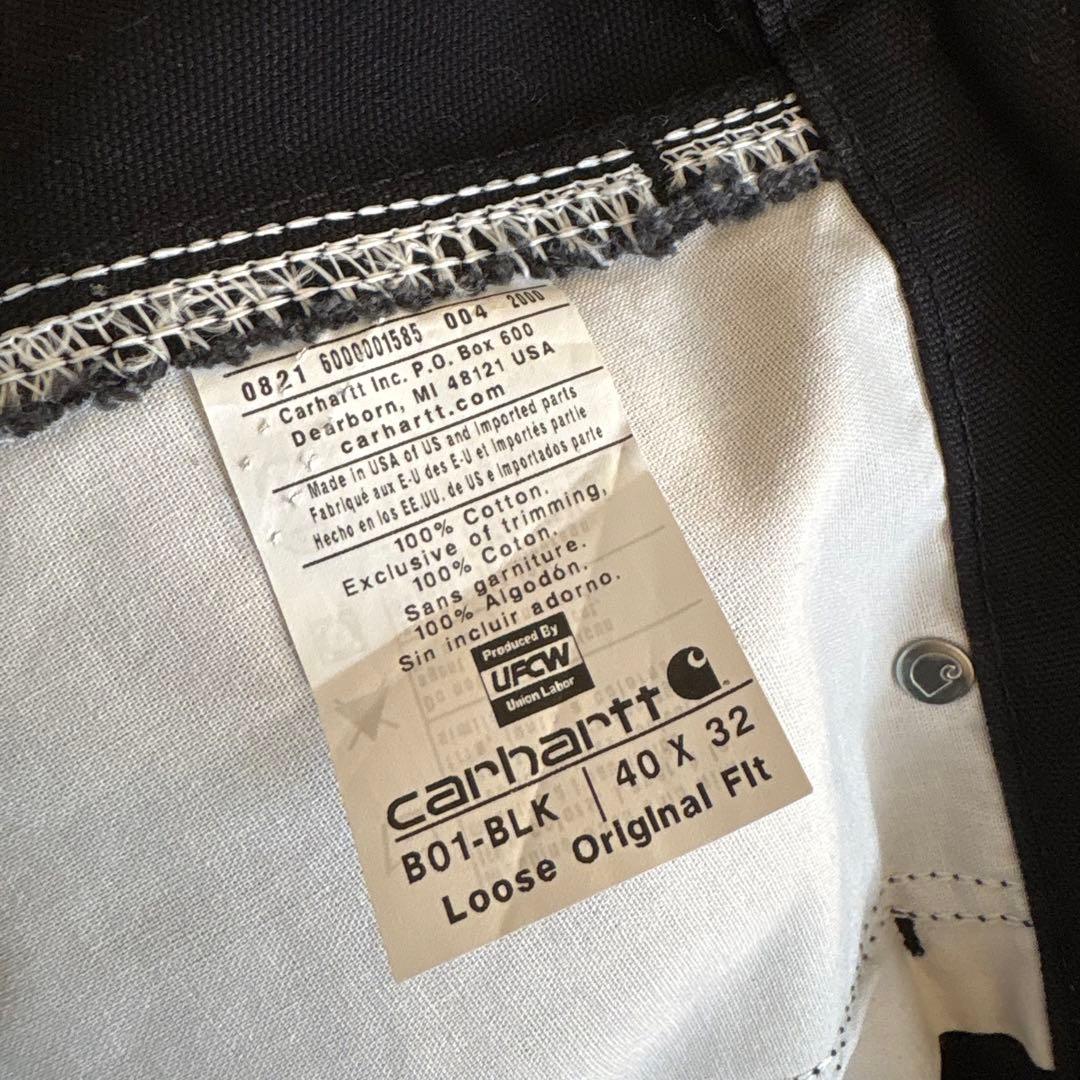 0821 6000001585 004 2000
Carhartt Inc. P.O. Box 600
Dearborn, MI 48121 USA
carhartt.com
Made in USA of US and Imported parts
Fabriqué aux E-U des E-U et Importés partie
Hecho en los EE.UU. de US e Importados parte
100% Cotton.
Exclusive of trimming,
100% Coton.
Sans garniture.
100% Algodón.
Sin incluir adorno.
Produced By
UFCW
Union Labor
carhartt
B01-BLK | 40 X 32
Loose Original Fit